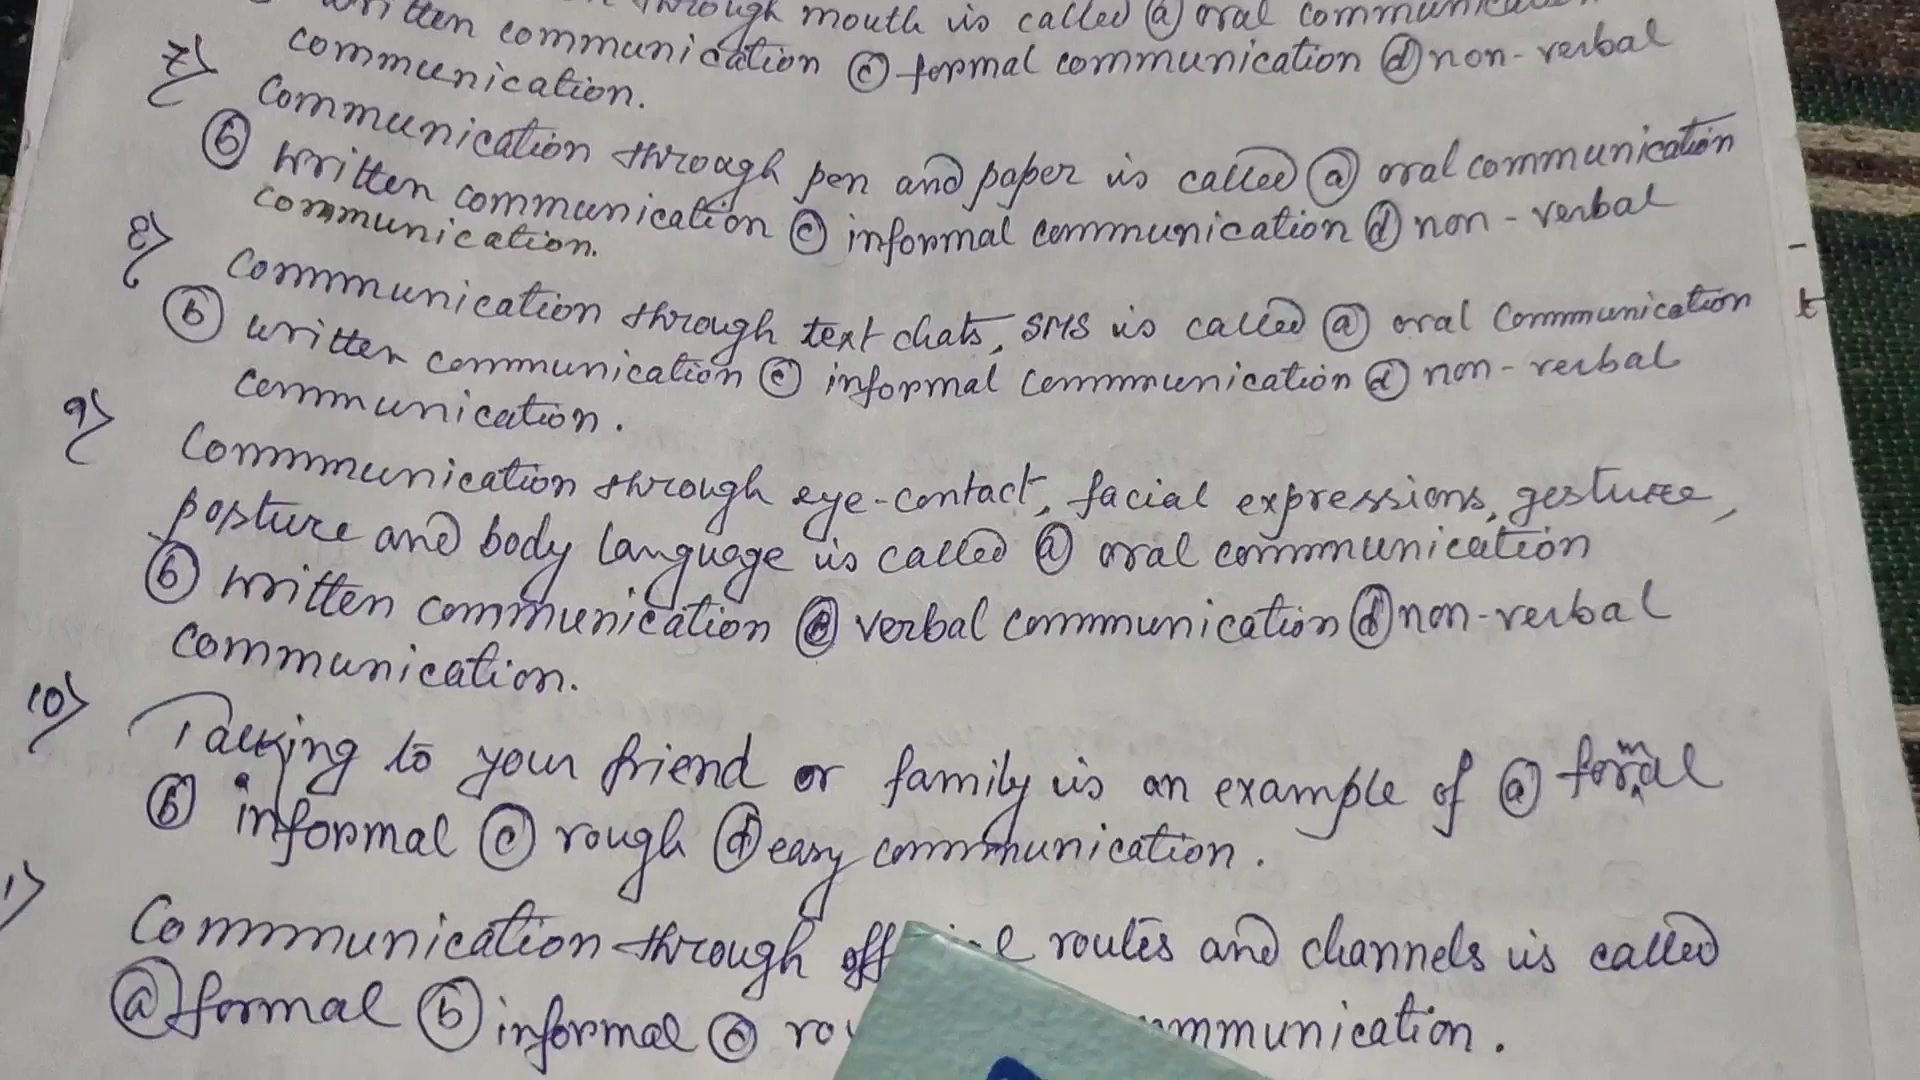 through mouth is called (a) oral communication
written communication (c) formal communication (d) non-verbal
communication.
7) Communication through pen and paper is called (a) oral communication
(b) written communication (c) informal communication (d) non-verbal
communication.
8) Communication through text chats, SMS is called (a) oral communication
(b) written communication (c) informal communication (d) non-verbal
communication.
9) Communication through eye-contact, facial expressions, gesture,
posture and body language is called (a) oral communication
(b) written communication (c) verbal communication (d) non-verbal
communication.
10) Talking to your friend or family is an example of (a) formal
(b) informal (c) rough (d) easy communication.
1) Communication through routes and channels is called
(a) formal (b) informal (c)